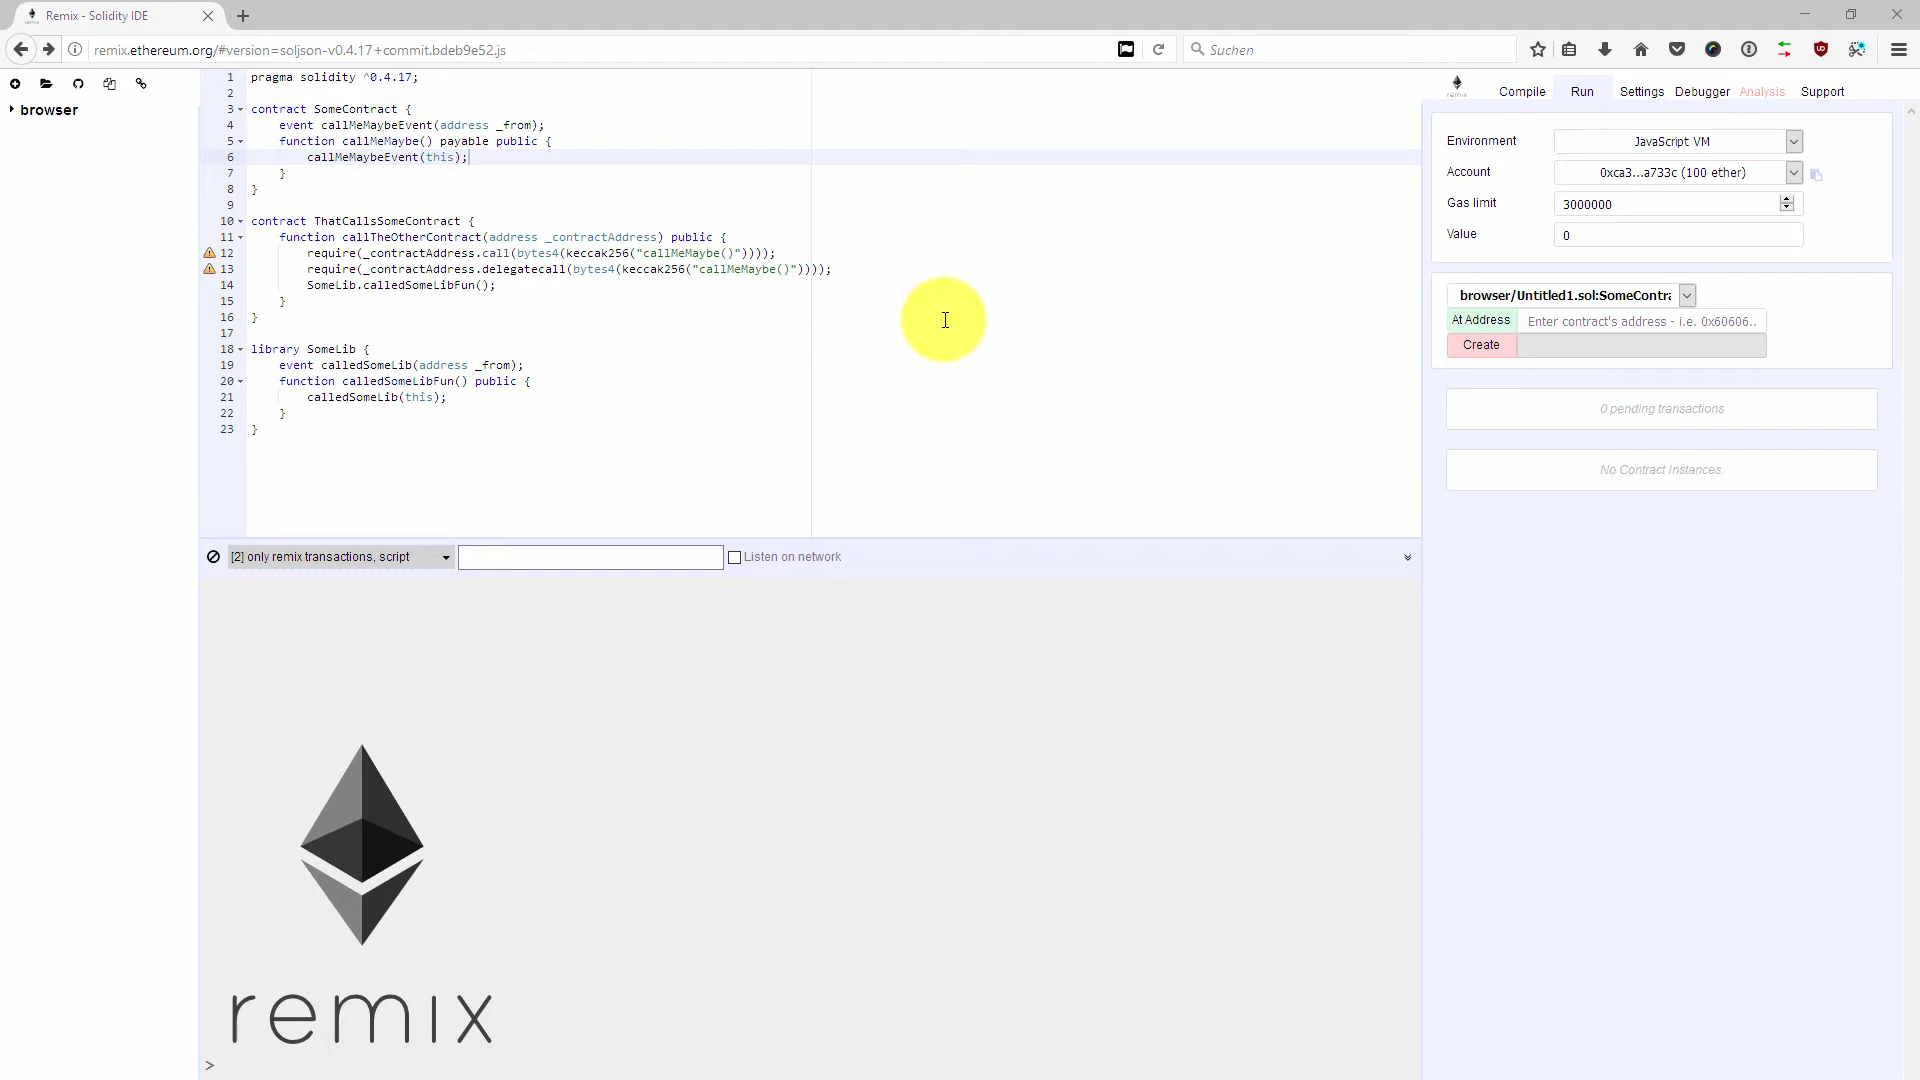 Remix - Solidity IDE
remix.ethereum.org/#version=soljson-v0.4.17+commit.bdeb9e52.js
Suchen
browser
1 pragma solidity ^0.4.17;
2
3 contract SomeContract {
4 event callMeMaybeEvent(address _from);
5 function callMeMaybe() payable public {
6 callMeMaybeEvent(this);
7 }
8 }
9
10 contract ThatCallsSomeContract {
11 function callTheOtherContract(address _contractAddress) public {
12 require(_contractAddress.call(bytes4(keccak256("callMeMaybe()"))));
13 require(_contractAddress.delegatecall(bytes4(keccak256("callMeMaybe()"))));
14 SomeLib.calledSomeLibFun();
15 }
16 }
17
18 library SomeLib {
19 event calledSomeLib(address _from);
20 function calledSomeLibFun() public {
21 calledSomeLib(this);
22 }
23 }
[2] only remix transactions, script
Listen on network
remix
>
remix
Compile Run Settings Debugger Analysis Support
Environment JavaScript VM
Account 0xca3...a733c (100 ether)
Gas limit 3000000
Value 0
browser/Untitled1.sol:SomeContra
At Address Enter contract's address - i.e. 0x60606..
Create
0 pending transactions
No Contract Instances.